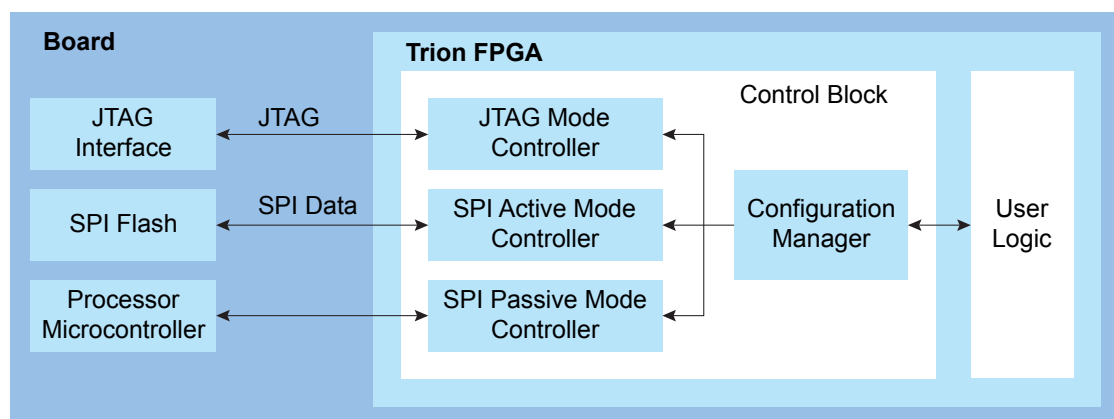 Board
Trion FPGA
Control Block
JTAG
Interface
JTAG
JTAG Mode
Controller
SPI Flash
SPI Data
SPI Active Mode
Controller
Configuration
Manager
User
Logic
Processor
Microcontroller
SPI Passive Mode
Controller